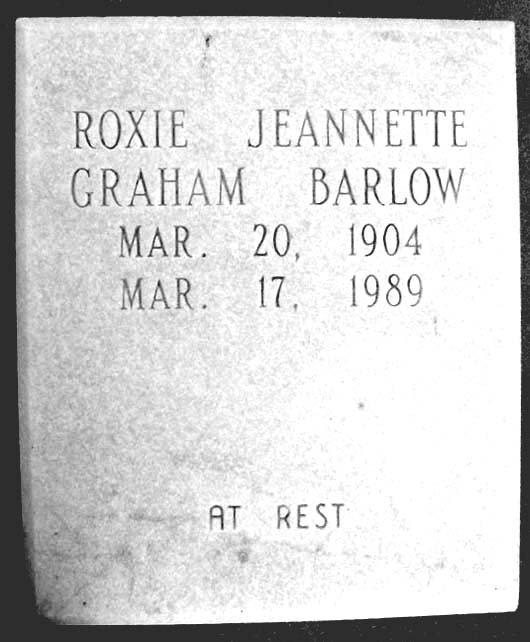 ROXIE JEANNETTE
GRAHAM BARLOW
MAR. 20, 1904
MAR. 17, 1989
AT REST